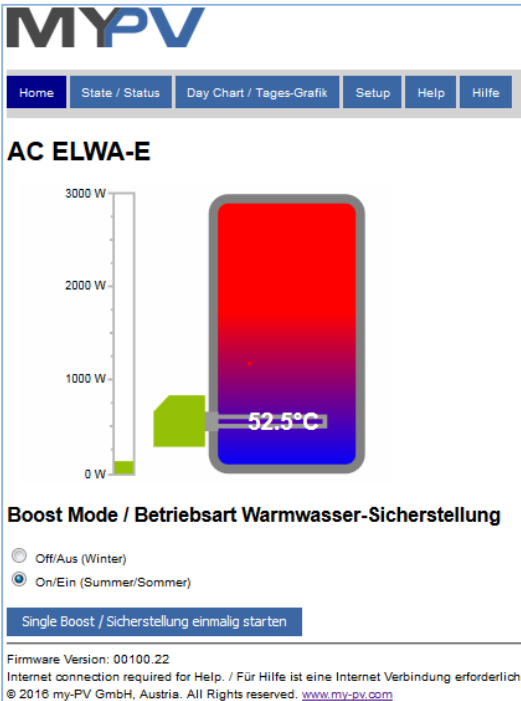 MYPV
Home State / Status Day Chart / Tages-Grafik Setup Help Hilfe
AC ELWA-E
3000 W
2000 W
1000 W
52.5°C
0 W
Boost Mode / Betriebsart Warmwasser-Sicherstellung
Off/Aus (Winter)
On/Ein (Summer/Sommer)
Single Boost / Sicherstellung einmalig starten
Firmware Version: 00100.22
Internet connection required for Help. / Für Hilfe ist eine Internet Verbindung erforderlich
© 2016 my-PV GmbH, Austria. All Rights reserved. www.my-pv.com